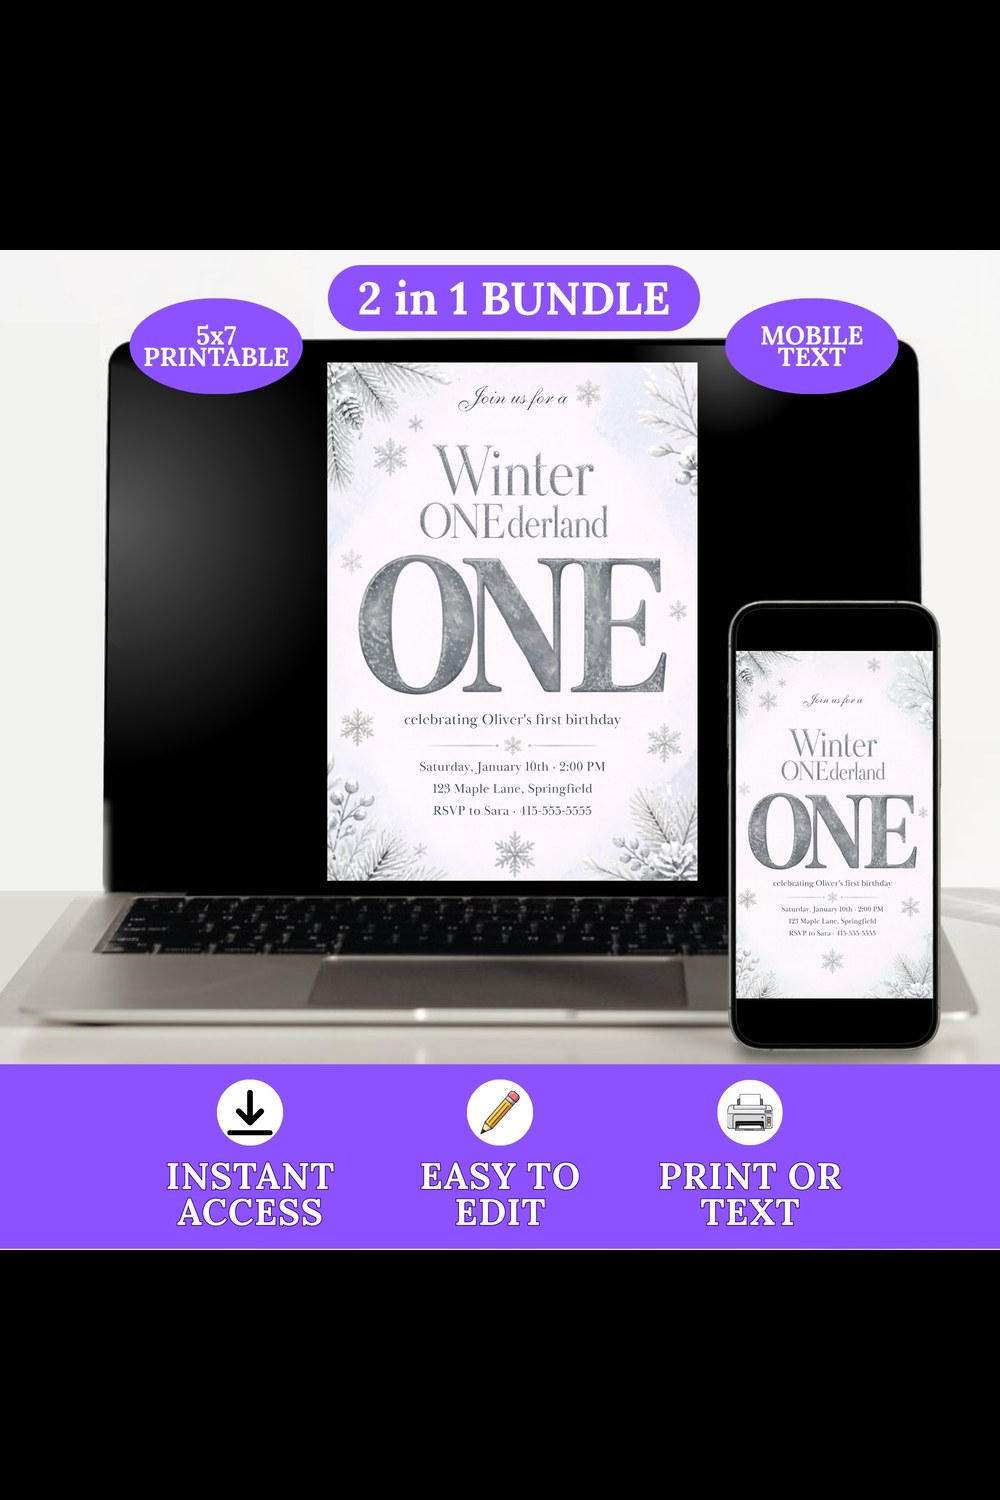 2 in 1 BUNDLE
5x7
PRINTABLE
MOBILE
TEXT
Join us for a
Winter
ONEderland
ONE
celebrating Oliver's first birthday
Saturday, January 10th · 2:00 PM
123 Maple Lane, Springfield
RSVP to Sara · 415-555-5555
Join us for a
Winter
ONEderland
ONE
celebrating Oliver's first birthday
Saturday, January 10th · 2:00 PM
123 Maple Lane, Springfield
RSVP to Sara · 415-555-5555
INSTANT
ACCESS
EASY TO
EDIT
PRINT OR
TEXT